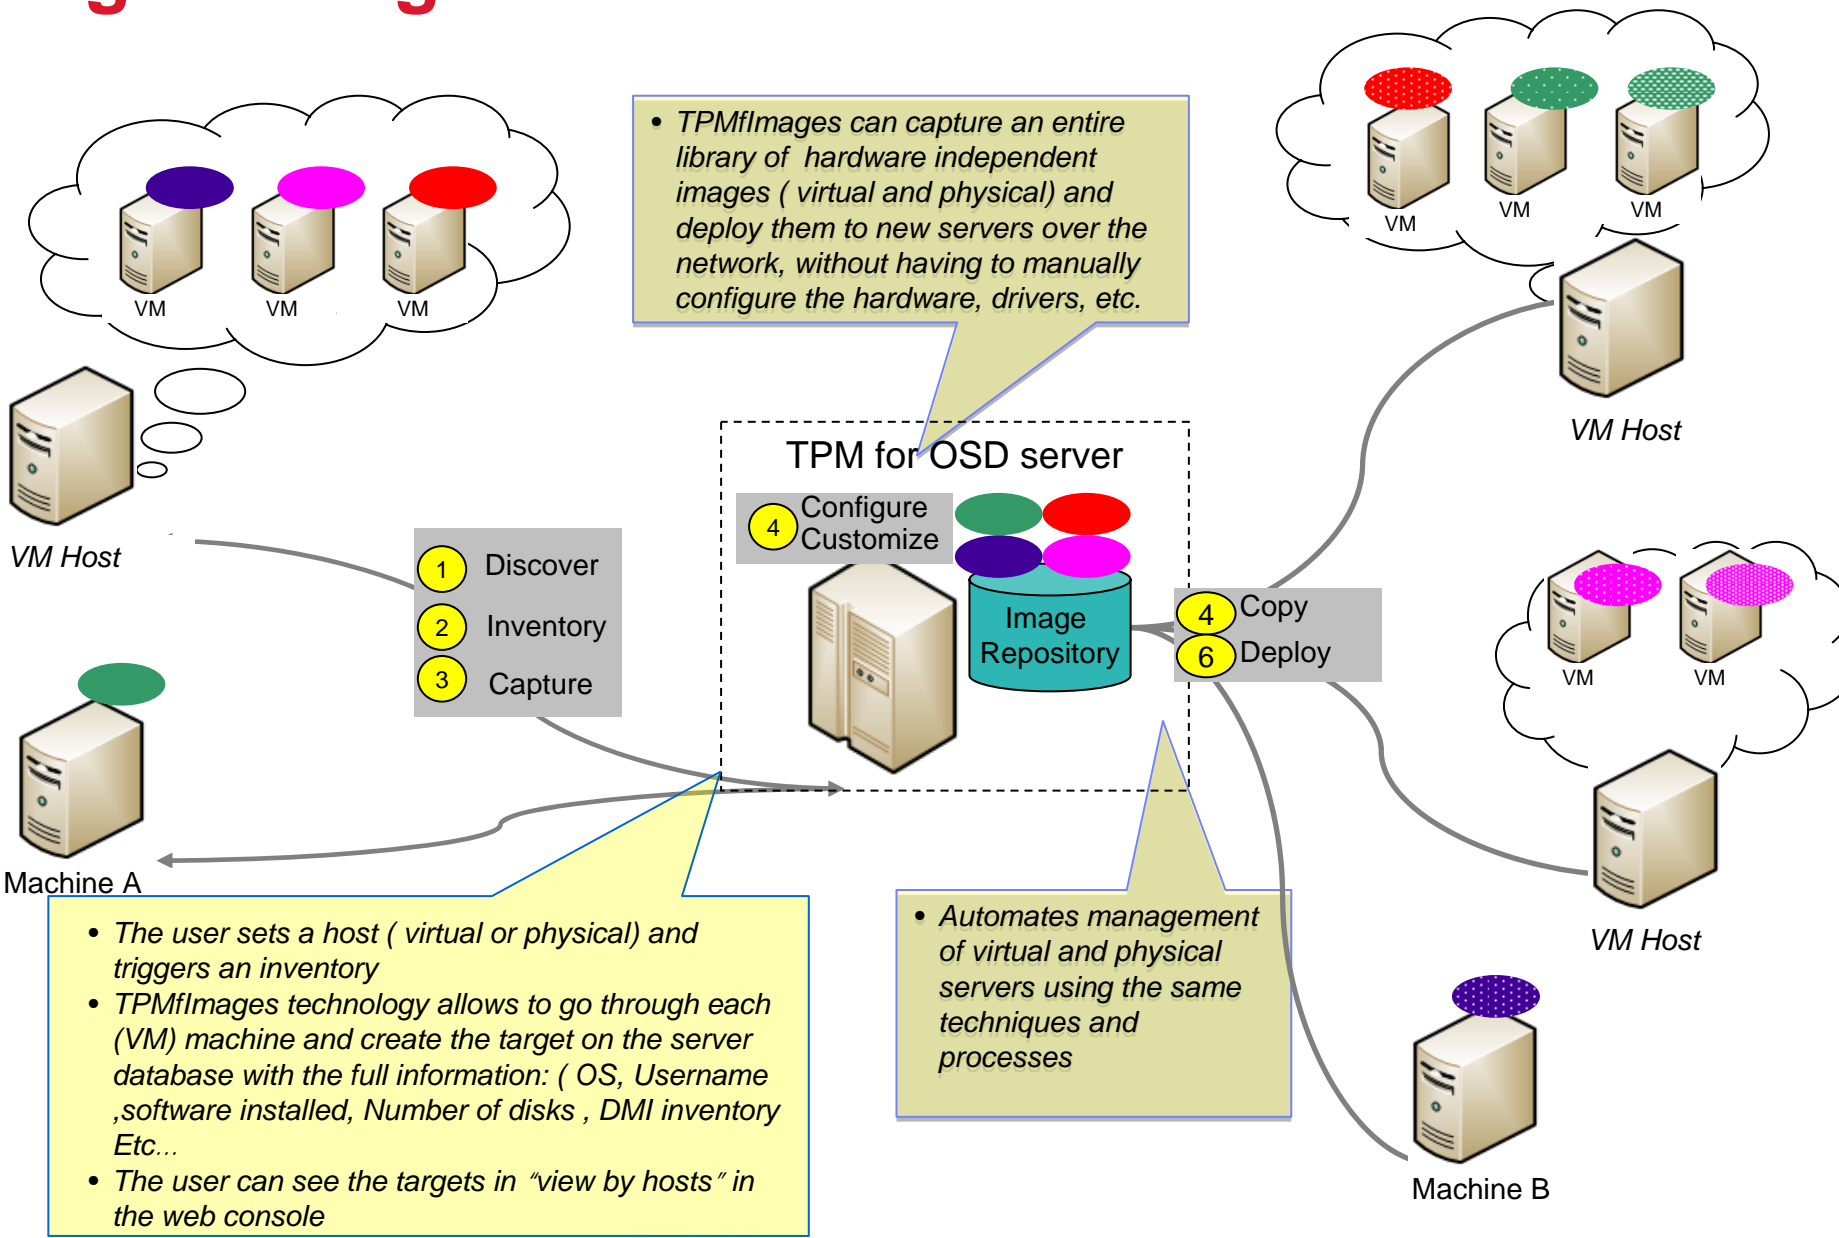 • TPMfImages can capture an entire
library of hardware independent
images ( virtual and physical) and
deploy them to new servers over the
network, without having to manually
configure the hardware, drivers, etc.
VM
VM
VM
VM
VM
VM
VM Host
VM Host
TPM for OSD server
4
Configure
Customize
1 Discover
2 Inventory
3 Capture
Image
Repository
4 Copy
6 Deploy
VM
VM
VM Host
Machine A
• The user sets a host ( virtual or physical) and
triggers an inventory
• TPMfImages technology allows to go through each
(VM) machine and create the target on the server
database with the full information: ( OS, Username
,software installed, Number of disks , DMI inventory
Etc…
• The user can see the targets in “view by hosts” in
the web console
• Automates management
of virtual and physical
servers using the same
techniques and
processes
Machine B